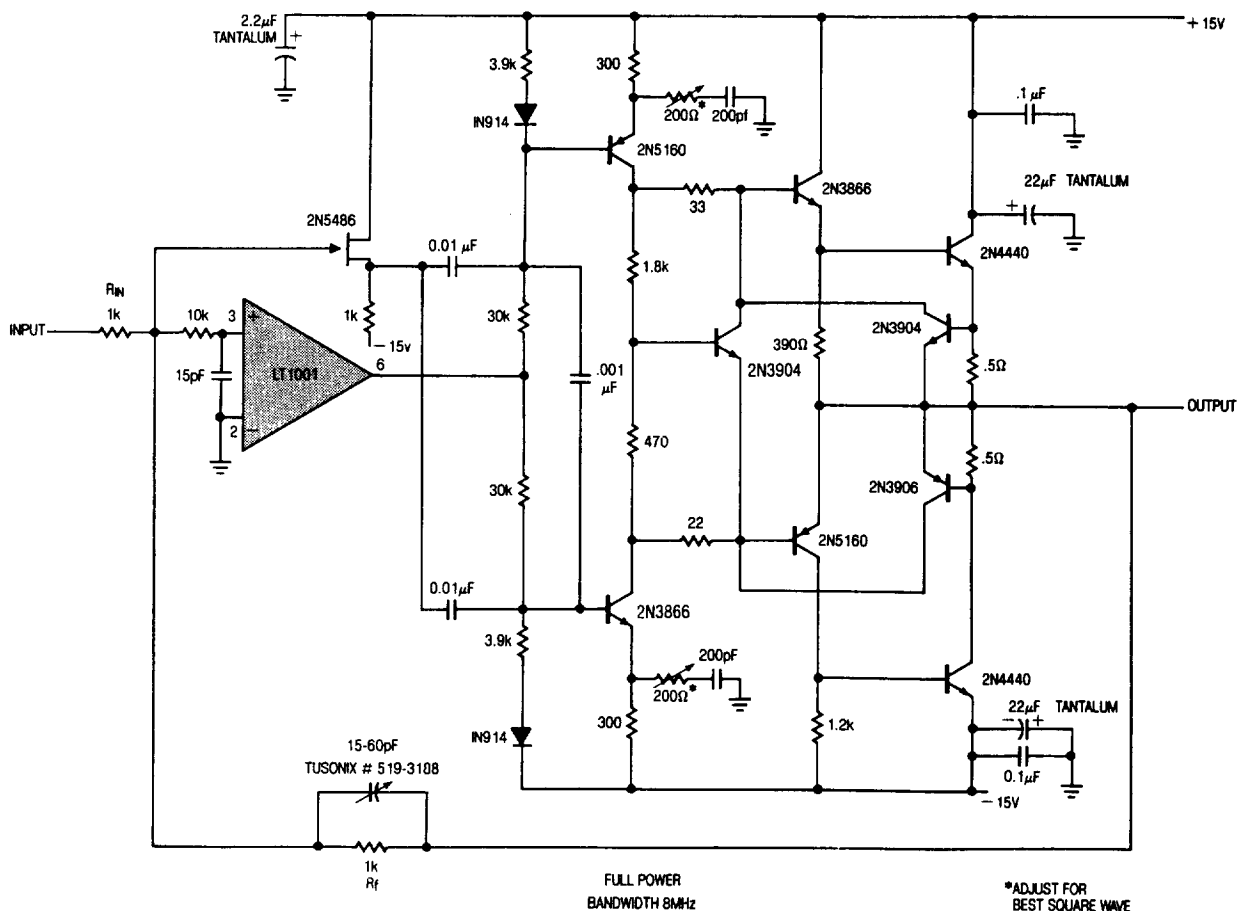 2.2µF
TANTALUM
+
+15V
3.9k
300
200Ω*
200pf
.1 µF
IN914
2N5160
2N3866
22µF TANTALUM
+
33
2N5486
0.01 µF
2N4440
1.8k
RIN
1k
INPUT
10k
3
+
1k
-15v
30k
2N3904
390Ω
2N3904
.5Ω
LT1001
6
15pF
.001
µF
OUTPUT
2
-
470
.5Ω
30k
2N3906
22
2N5160
0.01µF
2N3866
3.9k
200pF
200Ω*
2N4440
300
22µF TANTALUM
- +
IN914
1.2k
0.1µF
-15V
15-60pF
TUSONIX # 519-3188
1k
Rf
FULL POWER
BANDWIDTH 8MHz
*ADJUST FOR
BEST SQUARE WAVE